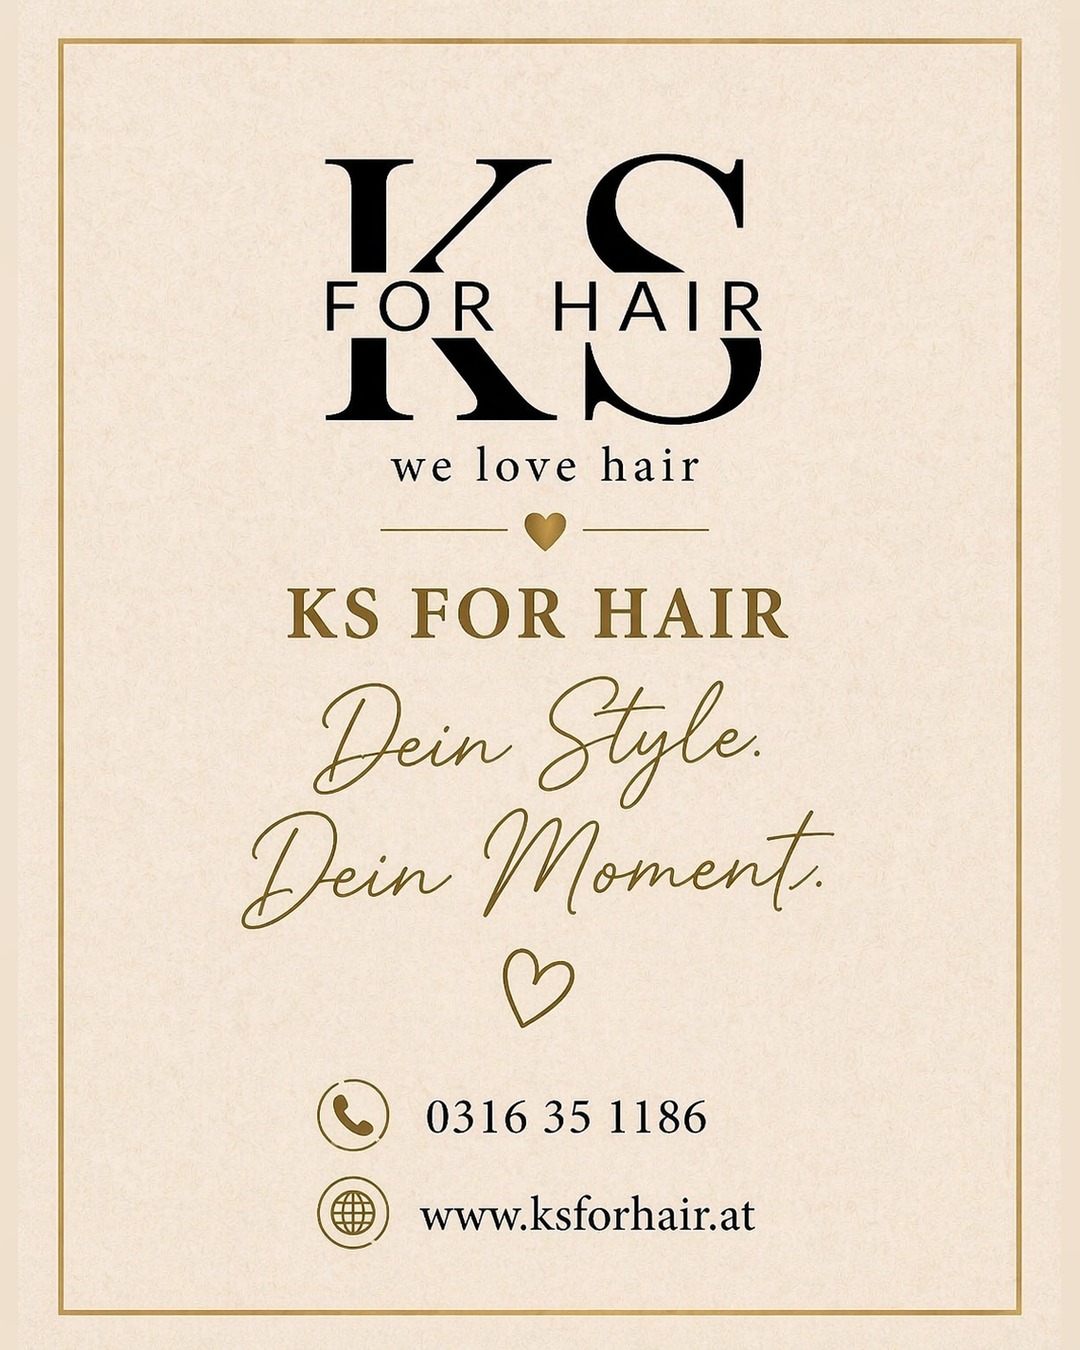 KS
FOR HAIR
we love hair
KS FOR HAIR
Dein Style.
Dein Moment.
0316 35 1186
www.ksforhair.at